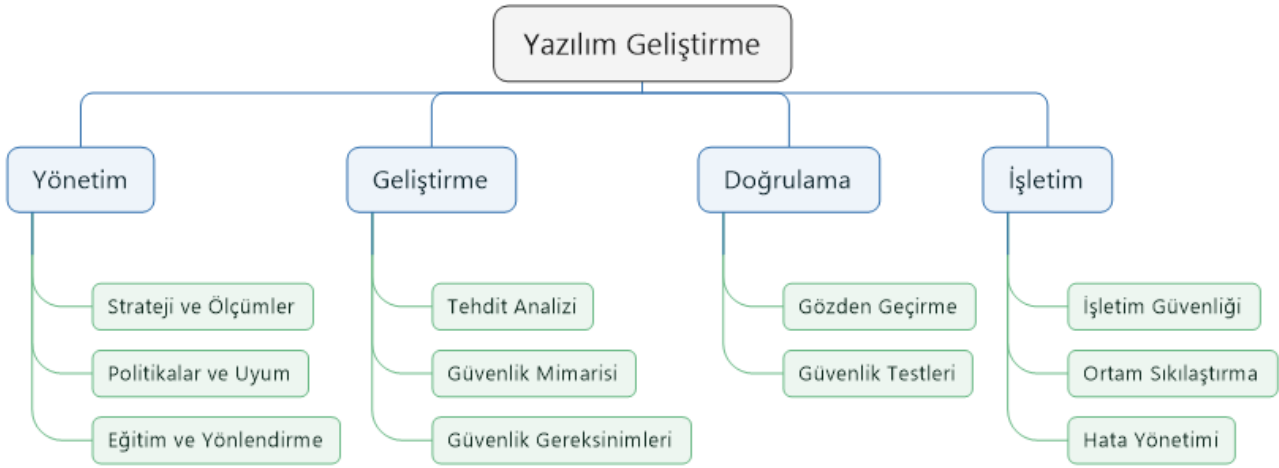 Yazılım Geliştirme
Yönetim
Geliştirme
Doğrulama
İşletim
Strateji ve Ölçümler
Tehdit Analizi
Gözden Geçirme
İşletim Güvenliği
Politikalar ve Uyum
Güvenlik Mimarisi
Güvenlik Testleri
Ortam Sıkılaştırma
Eğitim ve Yönlendirme
Güvenlik Gereksinimleri
Hata Yönetimi